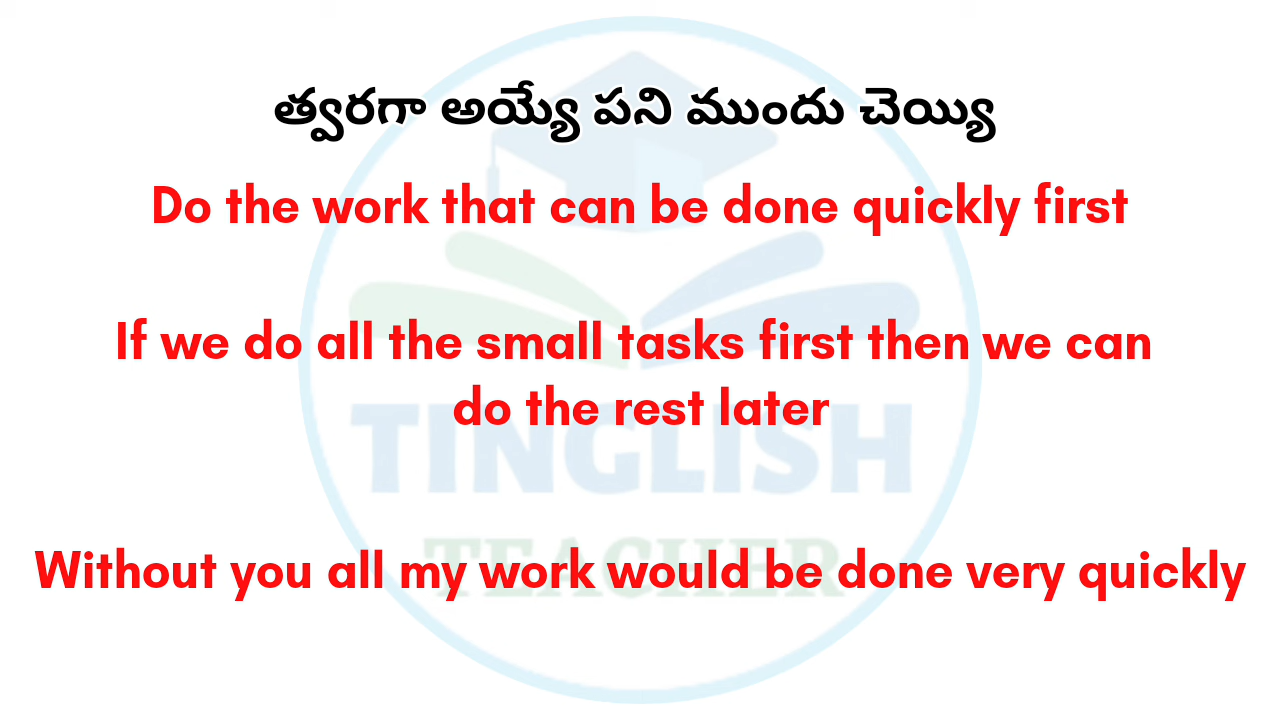 త్వరగా అయ్యే పని ముందు చెయ్యి
Do the work that can be done quickly first
If we do all the small tasks first then we can
do the rest later
TINGLISH
TEACHER
Without you all my work would be done very quickly